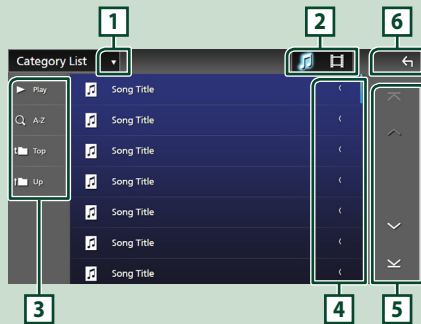 1
2
6
Category List
Play
Song Title
A-Z
Song Title
Top
Song Title
Up
Song Title
Song Title
Song Title
Song Title
3
4
5